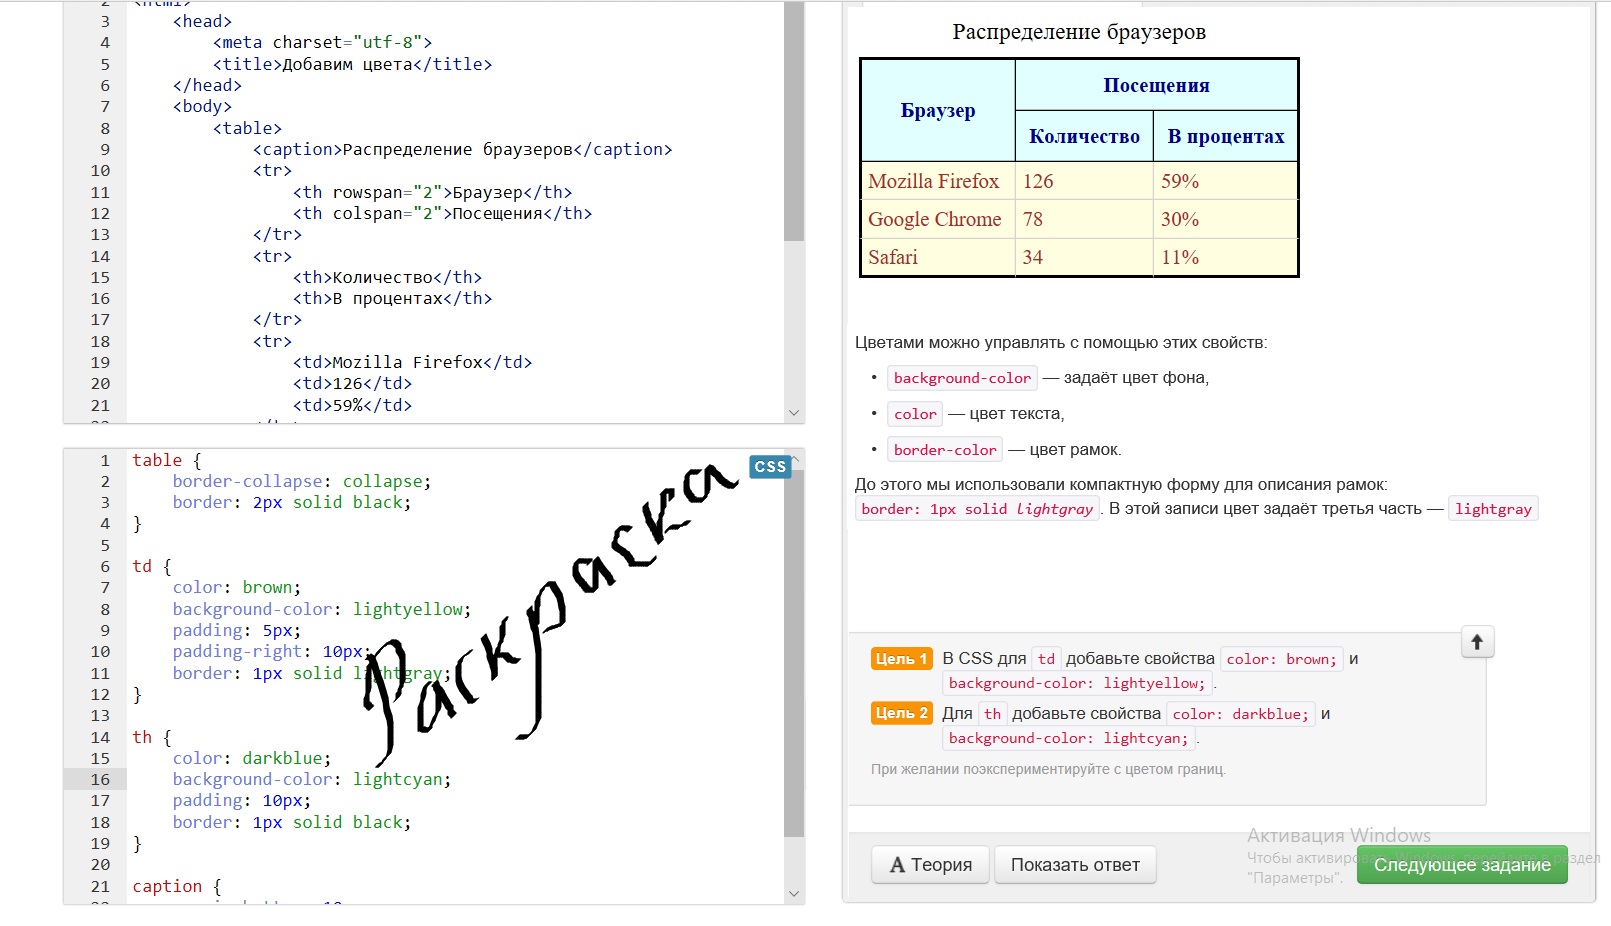 3 <head>
4 <meta charset="utf-8">
5 <title>Добавим цвета</title>
6 </head>
7 <body>
8 <table>
9 <caption>Распределение браузеров</caption>
10 <tr>
11 <th rowspan="2">Браузер</th>
12 <th colspan="2">Посещения</th>
13 </tr>
14 <tr>
15 <th>Количество</th>
16 <th>В процентах</th>
17 </tr>
18 <tr>
19 <td>Mozilla Firefox</td>
20 <td>126</td>
21 <td>59%</td>
CSS
1 table {
2 border-collapse: collapse;
3 border: 2px solid black;
4 }
5
6 td {
7 color: brown;
8 background-color: lightyellow;
9 padding: 5px;
10 padding-right: 10px;
11 border: 1px solid lightgray;
12 }
13
14 th {
15 color: darkblue;
16 background-color: lightcyan;
17 padding: 10px;
18 border: 1px solid black;
19 }
20
21 caption {
Раскраска
Распределение браузеров
Браузер Посещения
Количество В процентах
Mozilla Firefox 126 59%
Google Chrome 78 30%
Safari 34 11%
Цветами можно управлять с помощью этих свойств:
• background-color — задаёт цвет фона,
• color — цвет текста,
• border-color — цвет рамок.
До этого мы использовали компактную форму для описания рамок:
border: 1px solid lightgray. В этой записи цвет задаёт третья часть — lightgray
Цель 1 В CSS для td добавьте свойства color: brown; и
background-color: lightyellow; .
Цель 2 Для th добавьте свойства color: darkblue; и
background-color: lightcyan; .
При желании поэкспериментируйте с цветом границ.
Активация Windows
Чтобы активировать Windows, перейдите в раздел
"Параметры".
A Теория Показать ответ Следующее задание